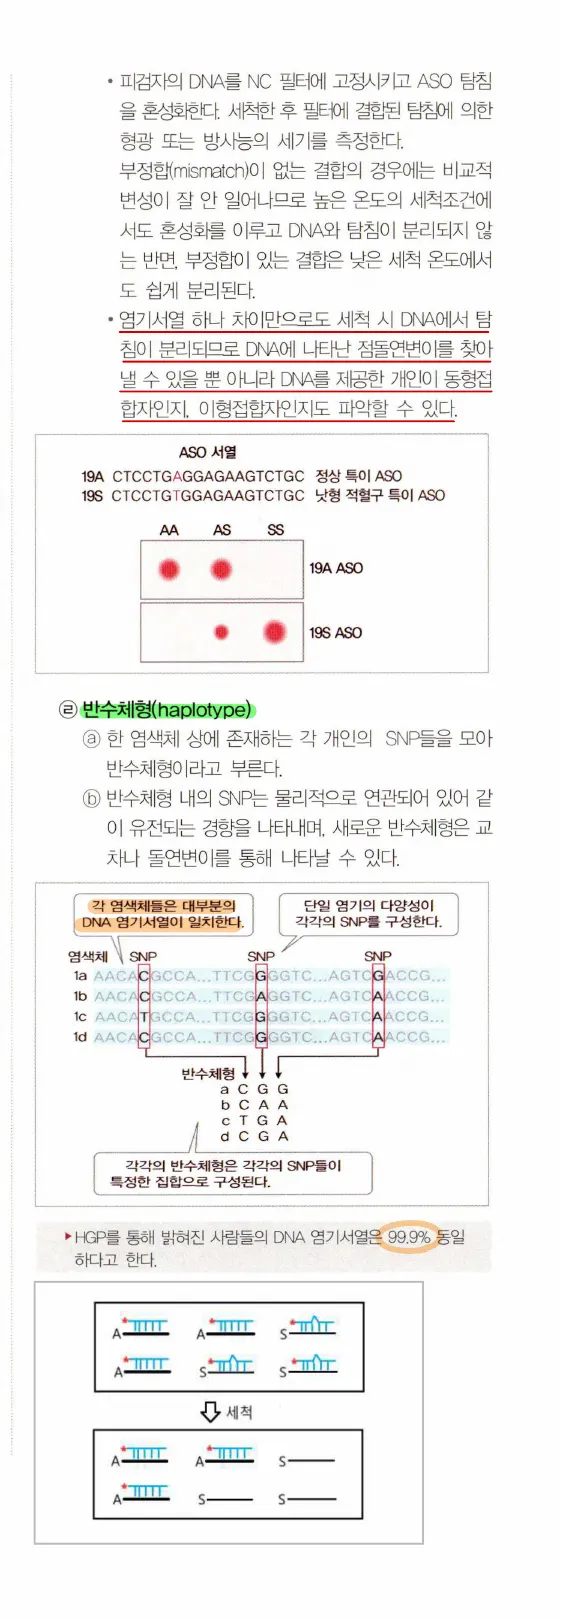 • 피검자의 DNA를 NC 필터에 고정시키고 ASO 탐침
을 혼성화한다. 세척한 후 필터에 결합된 탐침에 의한
형광 또는 방사능의 세기를 측정한다.
부정합(mismatch)이 없는 결합의 경우에는 비교적
변성이 잘 안 일어나므로 높은 온도의 세척조건에
서도 혼성화를 이루고 DNA와 탐침이 분리되지 않
는 반면, 부정합이 있는 결합은 낮은 세척 온도에서
도 쉽게 분리된다.
• 염기서열 하나 차이만으로도 세척 시 DNA에서 탐
침이 분리되므로 DNA에 나타난 점돌연변이를 찾아
낼 수 있을 뿐 아니라 DNA를 제공한 개인이 동형접
합자인지, 이형접합자인지도 파악할 수 있다.
ASO 서열
19A CTCCTGAGGAGAAGTCTGC 정상 특이 ASO
19S CTCCTGTGGAGAAGTCTGC 낫형 적혈구 특이 ASO
AA AS SS
19A ASO
19S ASO
㉣ 반수체형(haplotype)
ⓐ 한 염색체 상에 존재하는 각 개인의 SNP들을 모아
반수체형이라고 부른다.
ⓑ 반수체형 내의 SNP는 물리적으로 연관되어 있어 같
이 유전되는 경향을 나타내며, 새로운 반수체형은 교
차나 돌연변이를 통해 나타날 수 있다.
각 염색체들은 대부분의
DNA 염기서열이 일치한다.
단일 염기의 다양성이
각각의 SNP를 구성한다.
염색체 SNP SNP SNP
1a AACACGCCA...TTCGGGGTC...AGTCGACCG...
1b AACACGCCA...TTCGAGGTC...AGTCAACCG...
1c AACATGCCA...TTCGGGGTC...AGTCAACCG...
1d AACACGCCA...TTCGGGGTC...AGTCAACCG...
반수체형
a C G G
b C A A
c T G A
d C G A
각각의 반수체형은 각각의 SNP들이
특정한 집합으로 구성된다.
▶HGP를 통해 밝혀진 사람들의 DNA 염기서열은 99.9% 동일
하다고 한다.
A A S
A S S
세척
A A S
A S S